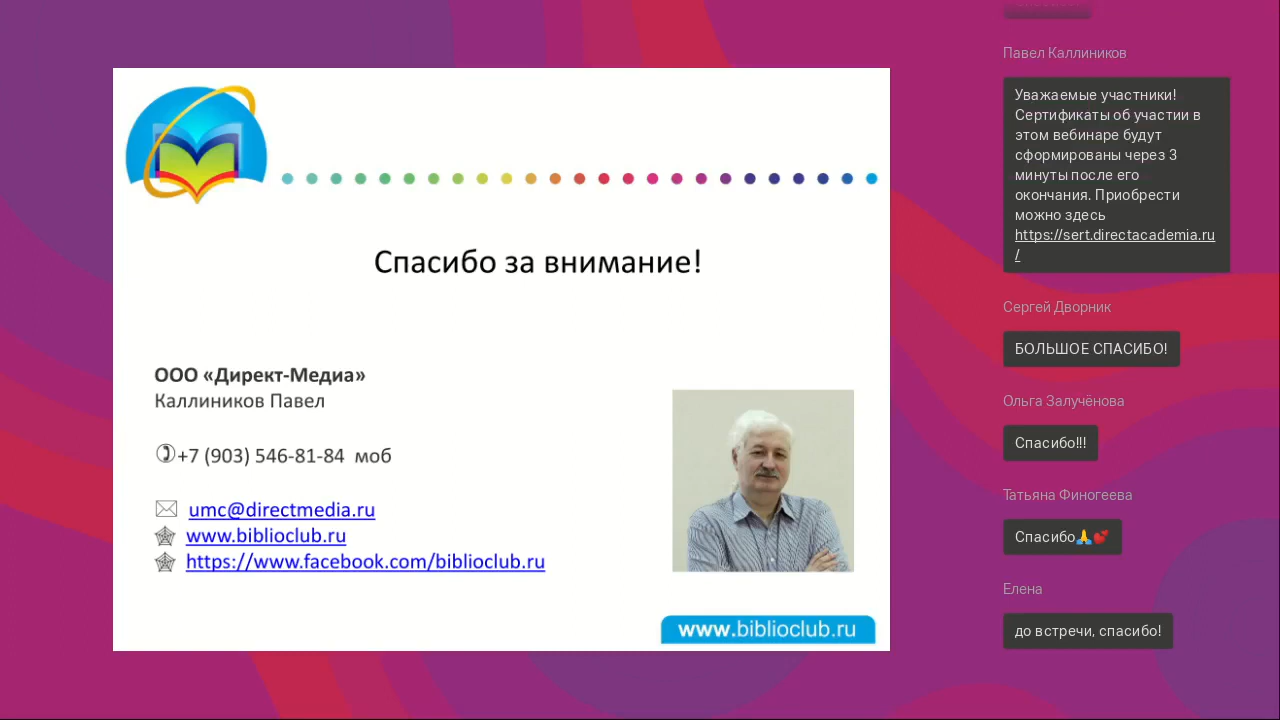 Спасибо за внимание!
ООО «Директ-Медиа»
Каллиников Павел
+7 (903) 546-81-84 моб
umc@directmedia.ru
www.biblioclub.ru
https://www.facebook.com/biblioclub.ru
www.biblioclub.ru
Павел Каллиников
Уважаемые участники!
Сертификаты об участии в
этом вебинаре будут
сформированы через 3
минуты после его
окончания. Приобрести
можно здесь
https://sert.directacademia.ru
/
Сергей Дворник
БОЛЬШОЕ СПАСИБО!
Ольга Залучёнова
Спасибо!!!
Татьяна Финогеева
Спасибо🙏💕
Елена
до встречи, спасибо!